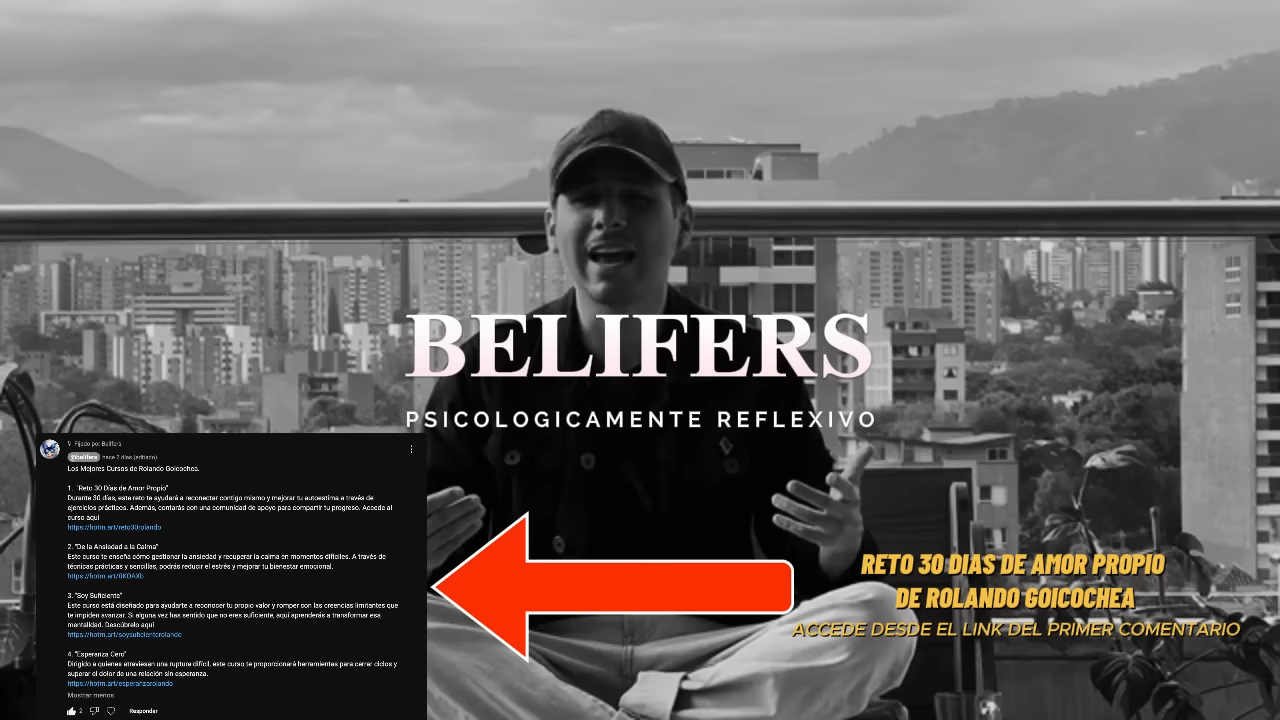 BELIFERS
PSICOLOGICAMENTE REFLEXIVO
Fijado por Belifers
@belifers hace 2 días (editado)
Los Mejores Cursos de Rolando Goicochea.
1. "Reto 30 Días de Amor Propio"
Durante 30 días, este reto te ayudará a reconectar contigo mismo y mejorar tu autoestima a través de
ejercicios prácticos. Además, contarás con una comunidad de apoyo para compartir tu progreso. Accede al
curso aquí
https://hotm.art/reto30rolando
2. "De la Ansiedad a la Calma"
Este curso te enseña cómo gestionar la ansiedad y recuperar la calma en momentos difíciles. A través de
técnicas prácticas y sencillas, podrás reducir el estrés y mejorar tu bienestar emocional.
https://hotm.art/0KOAXb
3. "Soy Suficiente"
Este curso está diseñado para ayudarte a reconocer tu propio valor y romper con las creencias limitantes que
te impiden avanzar. Si alguna vez has sentido que no eres suficiente, aquí aprenderás a transformar esa
mentalidad. Descúbrelo aquí
https://hotm.art/soysuficienterolando
4. "Esperanza Cero"
Dirigido a quienes atraviesan una ruptura difícil, este curso te proporcionará herramientas para cerrar ciclos y
superar el dolor de una relación sin esperanza.
https://hotm.art/esperanzarolando
Mostrar menos
2 Responder
RETO 30 DIAS DE AMOR PROPIO
DE ROLANDO GOICOCHEA
ACCEDE DESDE EL LINK DEL PRIMER COMENTARIO